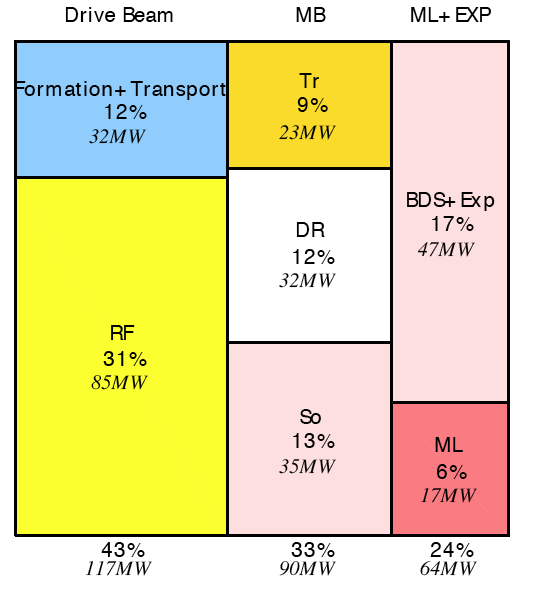 Drive Beam
MB
ML+EXP
Formation+Transport
12%
32MW
RF
31%
85MW
Tr
9%
23MW
DR
12%
32MW
So
13%
35MW
BDS+Exp
17%
47MW
ML
6%
17MW
43%
117MW
33%
90MW
24%
64MW